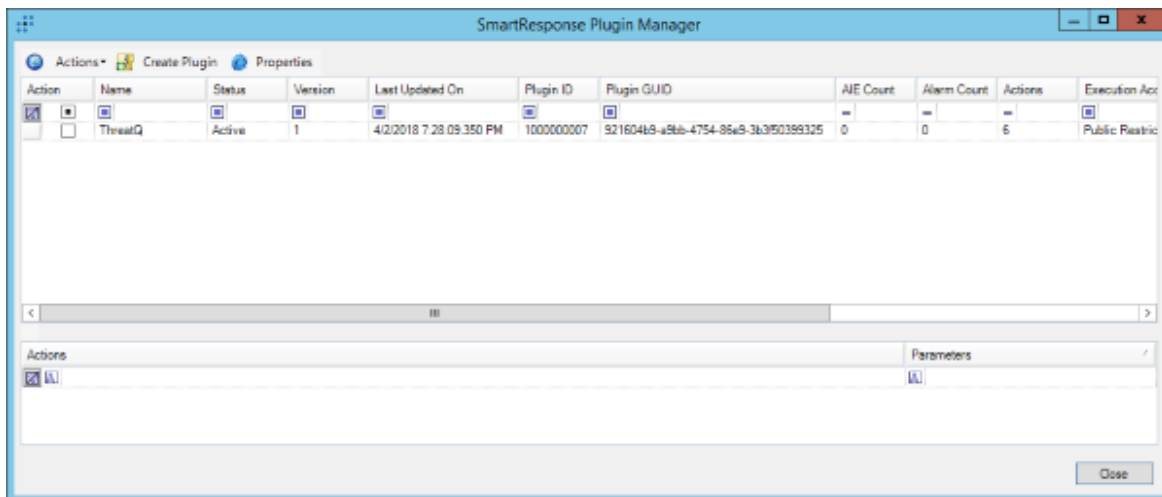 SmartResponse Plugin Manager
Actions Create Plugin Properties
Action Name Status Version Last Updated On Plugin ID Plugin GUID AIE Count Alarm Count Actions Execution Acc
ThreatQ Active 1 4/2/2018 7:28:09.350 PM 1000000007 921604b9-a9bb-4754-86e9-3b3f50399325 0 0 6 Public Restric
Actions Parameters
Close